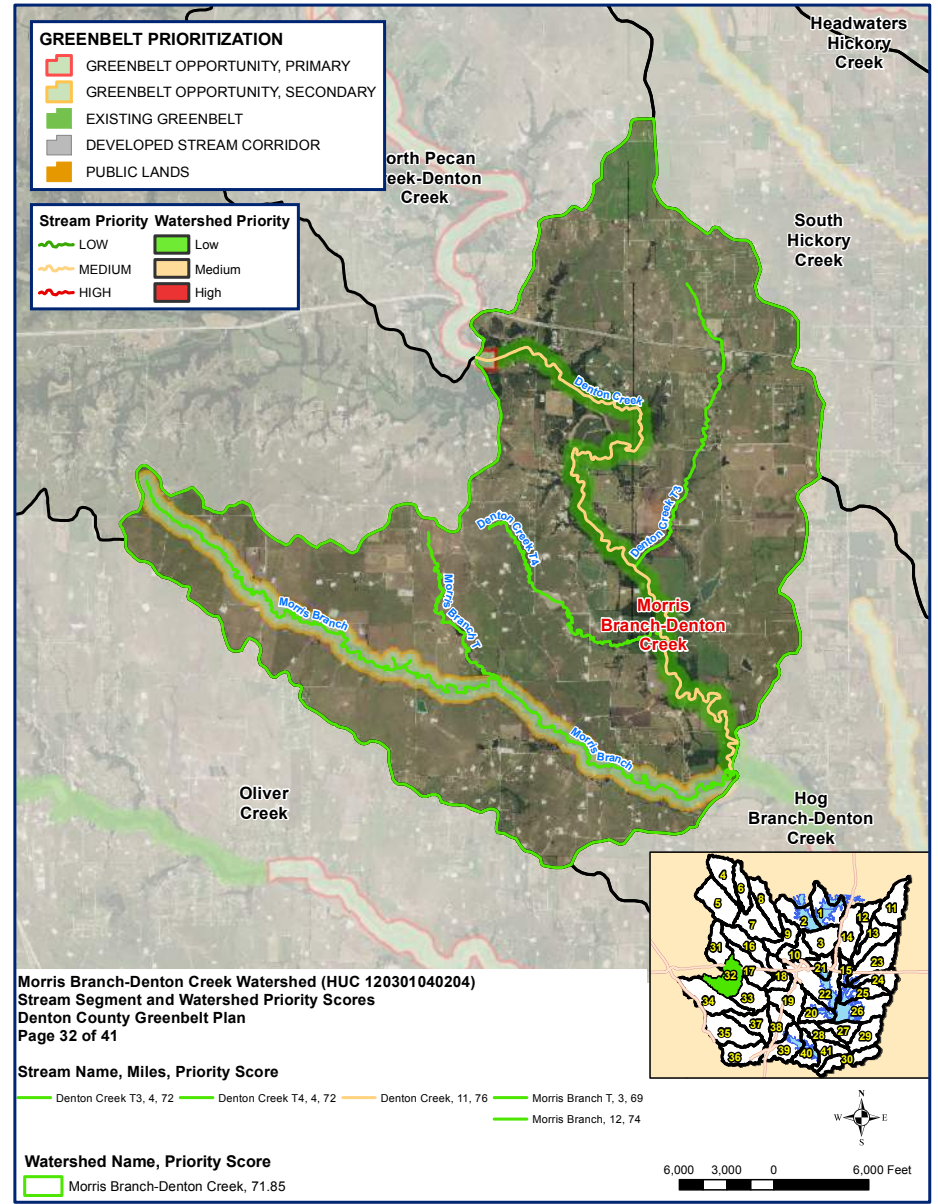 GREENBELT PRIORITIZATION
GREENBELT OPPORTUNITY, PRIMARY
GREENBELT OPPORTUNITY, SECONDARY
EXISTING GREENBELT
DEVELOPED STREAM CORRIDOR
PUBLIC LANDS
Stream Priority Watershed Priority
LOW Low
MEDIUM Medium
HIGH High
Headwaters
Hickory
Creek
orth Pecan
eek-Denton
Creek
South
Hickory
Creek
Denton Creek
Denton Creek T3
Denton Creek T4
Morris Branch T
Morris Branch
Morris
Branch-Denton
Creek
Morris Branch
Oliver
Creek
Hog
Branch-Denton
Creek
4
6
8
5
7
2
1
12
11
9
3
14
13
31
16
10
23
32
17
18
21
15
24
34
33
19
22
25
20
26
35
37
38
28
27
29
36
39
40
41
30
Morris Branch-Denton Creek Watershed (HUC 120301040204)
Stream Segment and Watershed Priority Scores
Denton County Greenbelt Plan
Page 32 of 41
Stream Name, Miles, Priority Score
Denton Creek T3, 4, 72 Denton Creek T4, 4, 72 Denton Creek, 11, 76 Morris Branch T, 3, 69
Morris Branch, 12, 74
N
W E
S
Watershed Name, Priority Score
Morris Branch-Denton Creek, 71.85
6,000 3,000 0 6,000 Feet